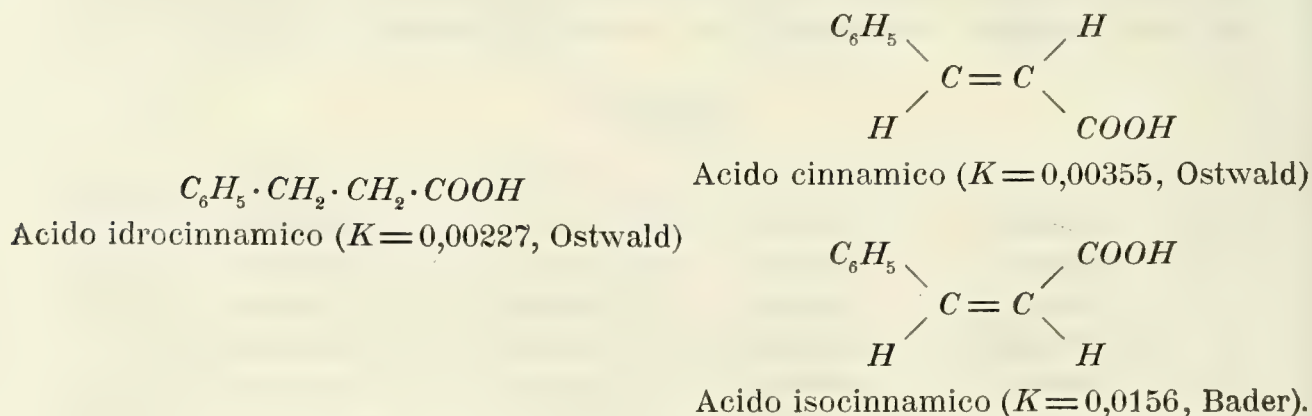 C₆H₅ · CH₂ · CH₂ · COOH
Acido idrocinnamico (K=0,00227, Ostwald)
C₆H₅ H
C=C
H COOH
Acido cinnamico (K=0,00355, Ostwald)
C₆H₅ COOH
C=C
H H
Acido isocinnamico (K=0,0156, Bader).